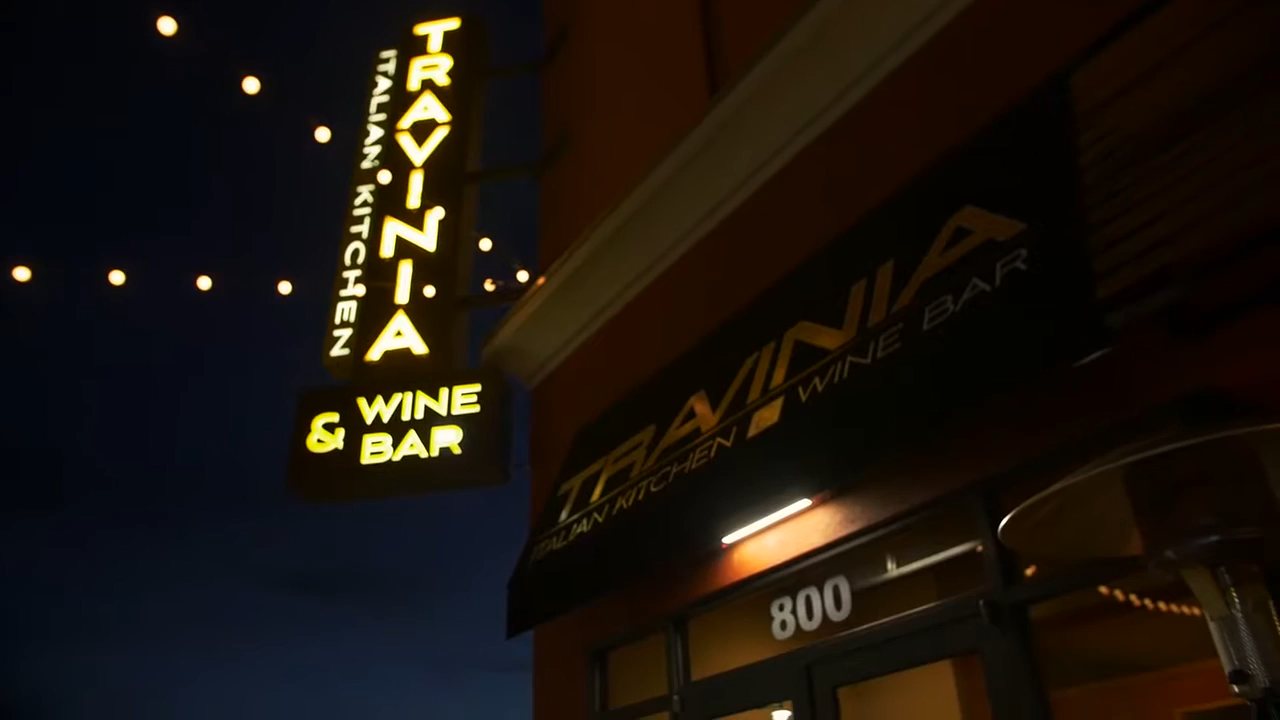 TRAVINIA
ITALIAN KITCHEN
& WINE
BAR
TRAVINIA
ITALIAN KITCHEN & WINE BAR
800